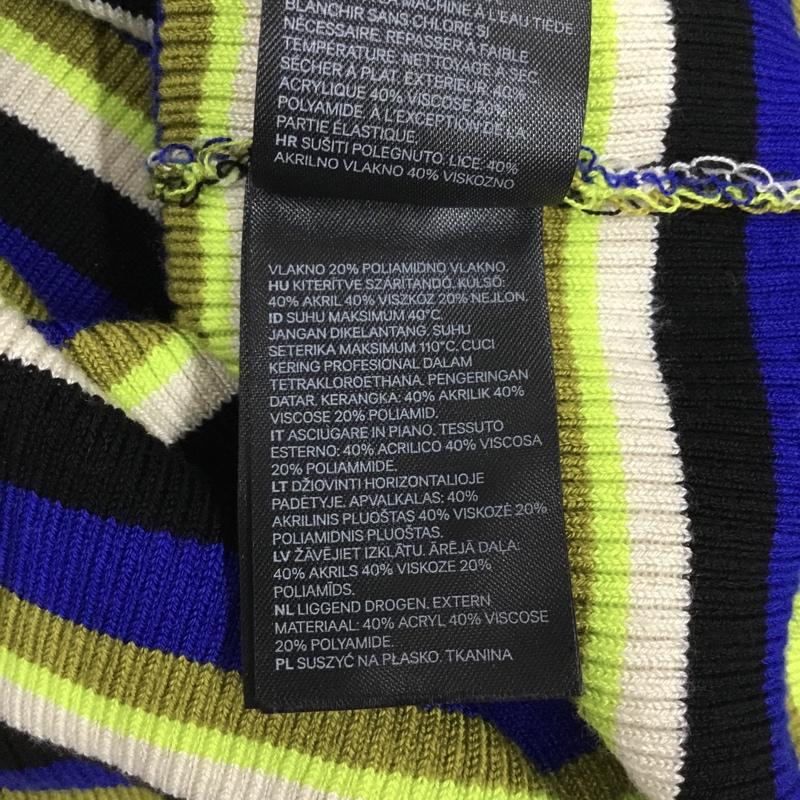 MACHINE À L'EAU TIÈDE
BLANCHIR SANS CHLORE SI
NÉCESSAIRE. REPASSER À FAIBLE
TEMPÉRATURE. NETTOYAGE À SEC.
SÉCHER À PLAT. EXTÉRIEUR: 40%
ACRYLIQUE 40% VISCOSE 20%
POLYAMIDE. À L'EXCEPTION DE LA
PARTIE ÉLASTIQUE.
HR SUŠITI POLEGNUTO. LICE: 40%
AKRILNO VLAKNO 40% VISKOZNO
VLAKNO 20% POLIAMIDNO VLAKNO.
HU KITERÍTVE SZÁRÍTANDÓ. KÜLSŐ:
40% AKRIL 40% VISZKÓZ 20% NEJLON.
ID SUHU MAKSIMUM 40°C.
JANGAN DIKELANTANG. SUHU
SETERIKA MAKSIMUM 110°C. CUCI
KERING PROFESIONAL DALAM
TETRAKLOROETHANA. PENGERINGAN
DATAR. KERANGKA: 40% AKRILIK 40%
VISCOSE 20% POLIAMID.
IT ASCIUGARE IN PIANO. TESSUTO
ESTERNO: 40% ACRILICO 40% VISCOSA
20% POLIAMMIDE.
LT DŽIOVINTI HORIZONTALIOJE
PADĖTYJE. APVALKALAS: 40%
AKRILINIS PLUOŠTAS 40% VISKOZĖ 20%
POLIAMIDNIS PLUOŠTAS.
LV ŽĀVĒJIET IZKLĀTU. ĀRĒJĀ DAĻA:
40% AKRILS 40% VISKOZE 20%
POLIAMĪDS.
NL LIGGEND DROGEN. EXTERN
MATERIAAL: 40% ACRYL 40% VISCOSE
20% POLYAMIDE.
PL SUSZYĆ NA PŁASKO. TKANINA